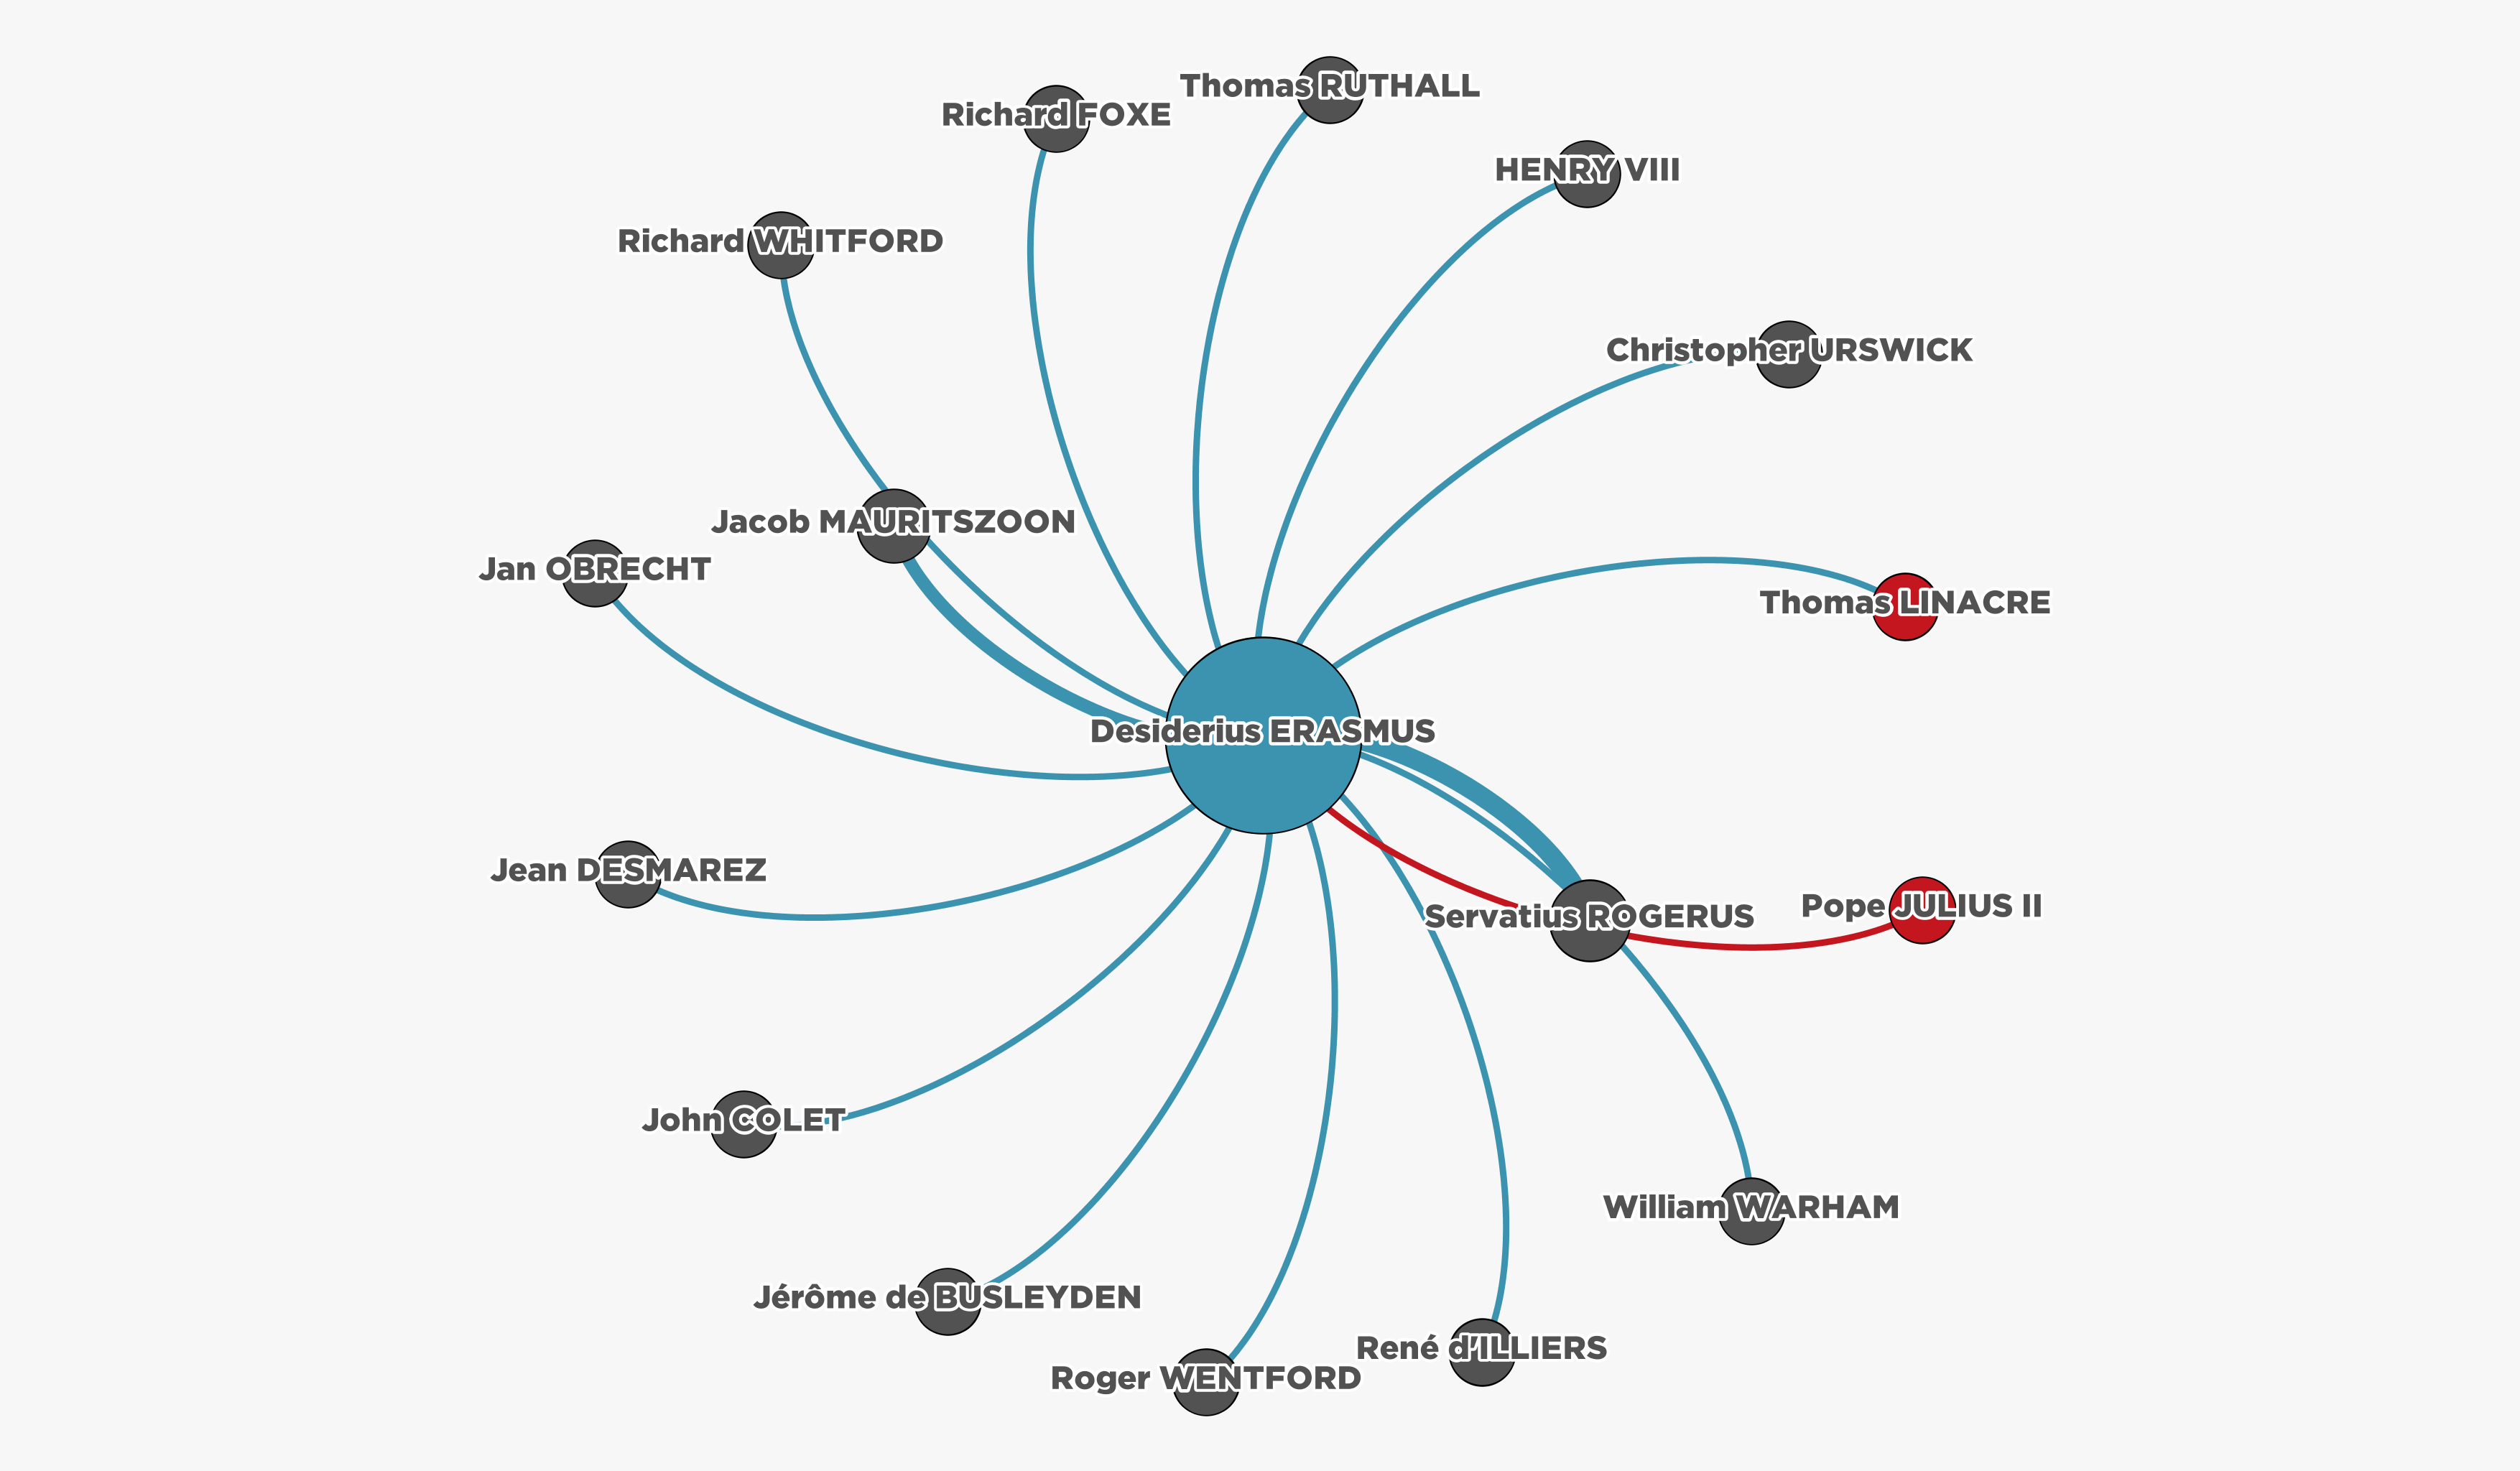 Thomas RUTHALL
Richard FOXE
HENRY VIII
Richard WHITFORD
Christopher URSWICK
Jacob MAURITSZOON
Jan OBRECHT
Thomas LINACRE
Desiderius ERASMUS
Jean DESMAREZ
Servatius ROGERUS
Pope JULIUS II
John COLET
William WARHAM
Jérôme de BUSLEYDEN
René d'ILLIERS
Roger WENTFORD